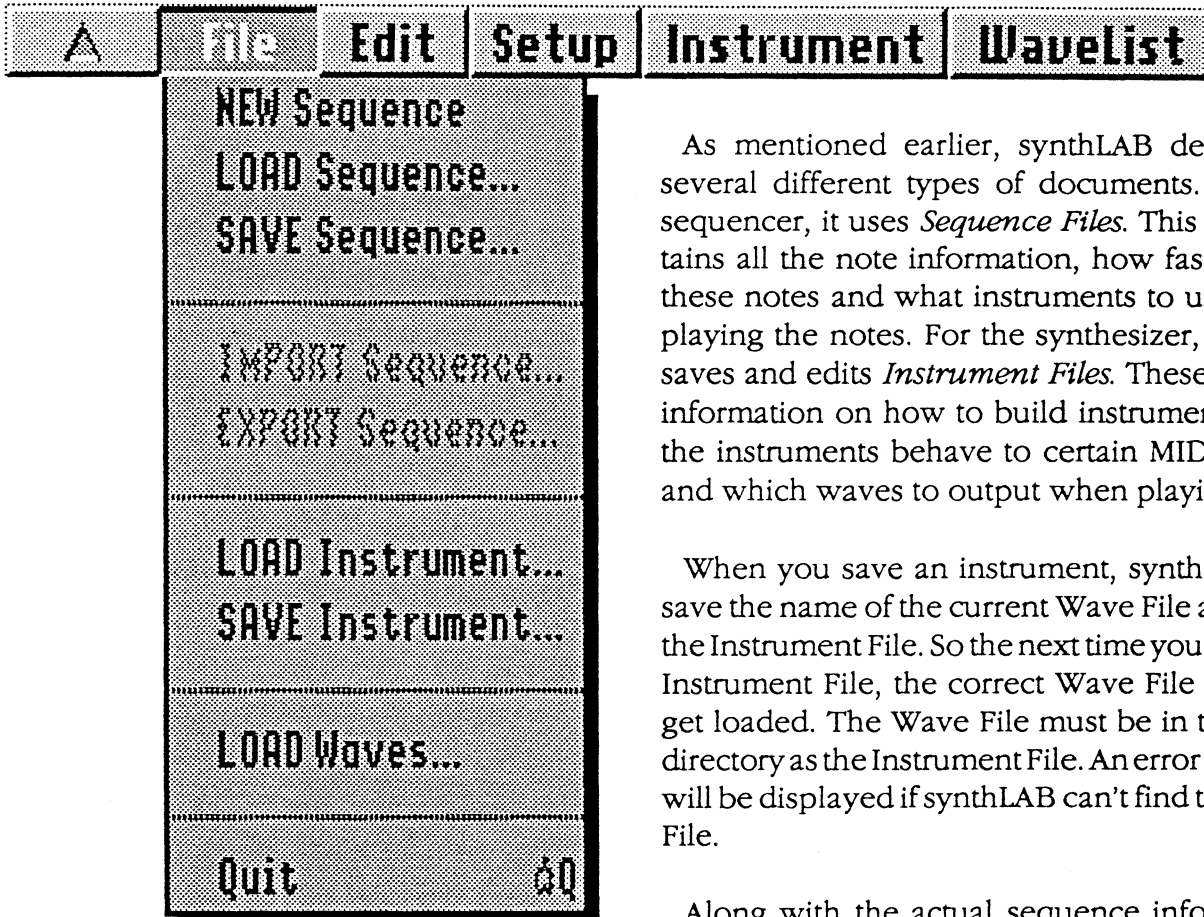 File Edit Setup Instrument WaveList
NEW Sequence
LOAD Sequence...
SAVE Sequence...
IMPORT Sequence...
EXPORT Sequence...
LOAD Instrument...
SAVE Instrument...
LOAD Waves...
Quit Q
As mentioned earlier, synthLAB de
several different types of documents.
sequencer, it uses Sequence Files. This
tains all the note information, how fas
these notes and what instruments to u
playing the notes. For the synthesizer,
saves and edits Instrument Files. These
information on how to build instrumen
the instruments behave to certain MID
and which waves to output when playi
When you save an instrument, synth
save the name of the current Wave File a
the Instrument File. So the next time you
Instrument File, the correct Wave File
get loaded. The Wave File must be in t
directory as the Instrument File. An error
will be displayed if synthLAB can't find t
File.
Along with the actual sequence info